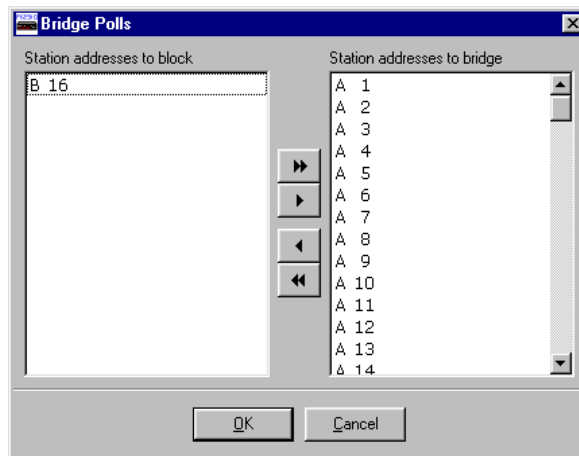 Bridge Polls
Station addresses to block
B 16
Station addresses to bridge
A 1
A 2
A 3
A 4
A 5
A 6
A 7
A 8
A 9
A 10
A 11
A 12
A 13
A 14
OK
Cancel